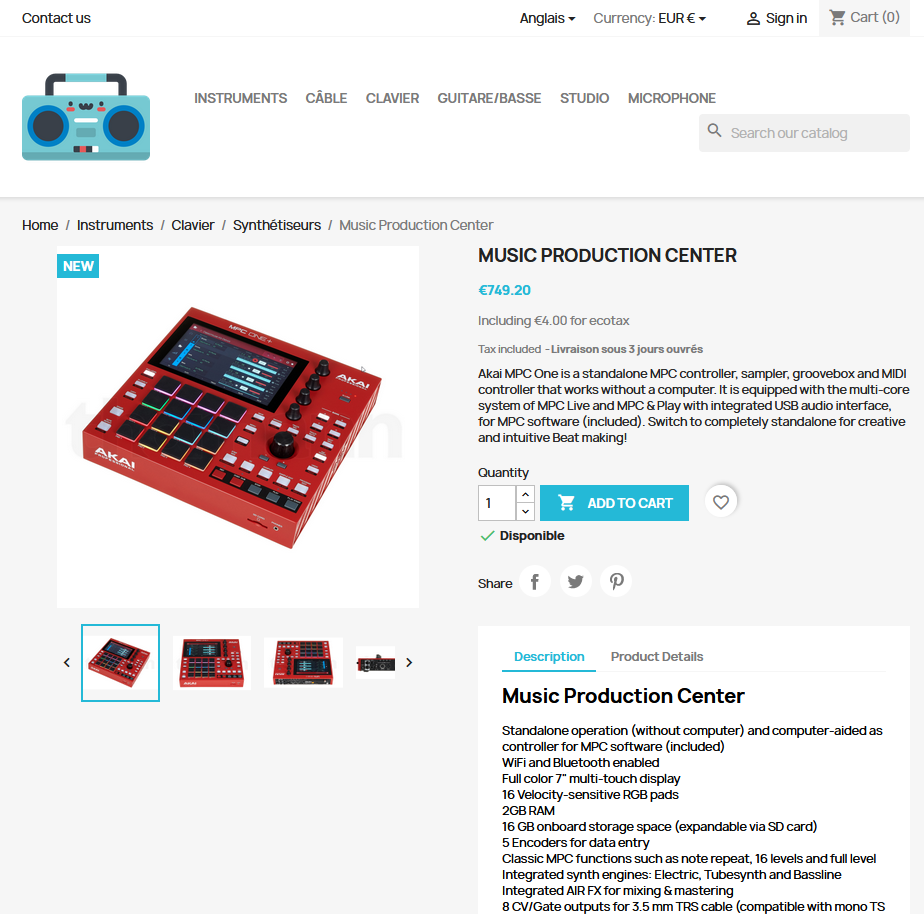 Contact us
Anglais
Currency: EUR €
Sign in
Cart (0)
INSTRUMENTS
CÂBLE
CLAVIER
GUITARE/BASSE
STUDIO
MICROPHONE
Search our catalog
Home / Instruments / Clavier / Synthétiseurs / Music Production Center
NEW
MPC ONE+
AKAI
AKAI
PROFESSIONAL
MUSIC PRODUCTION CENTER
€749.20
Including €4.00 for ecotax
Tax included - Livraison sous 3 jours ouvrés
Akai MPC One is a standalone MPC controller, sampler, groovebox and MIDI
controller that works without a computer. It is equipped with the multi-core
system of MPC Live and MPC & Play with integrated USB audio interface,
for MPC software (included). Switch to completely standalone for creative
and intuitive Beat making!
Quantity
1
ADD TO CART
Disponible
Share
Description
Product Details
Music Production Center
Standalone operation (without computer) and computer-aided as
controller for MPC software (included)
WiFi and Bluetooth enabled
Full color 7" multi-touch display
16 Velocity-sensitive RGB pads
2GB RAM
16 GB onboard storage space (expandable via SD card)
5 Encoders for data entry
Classic MPC functions such as note repeat, 16 levels and full level
Integrated synth engines: Electric, Tubesynth and Bassline
Integrated AIR FX for mixing & mastering
8 CV/Gate outputs for 3.5 mm TRS cable (compatible with mono TS